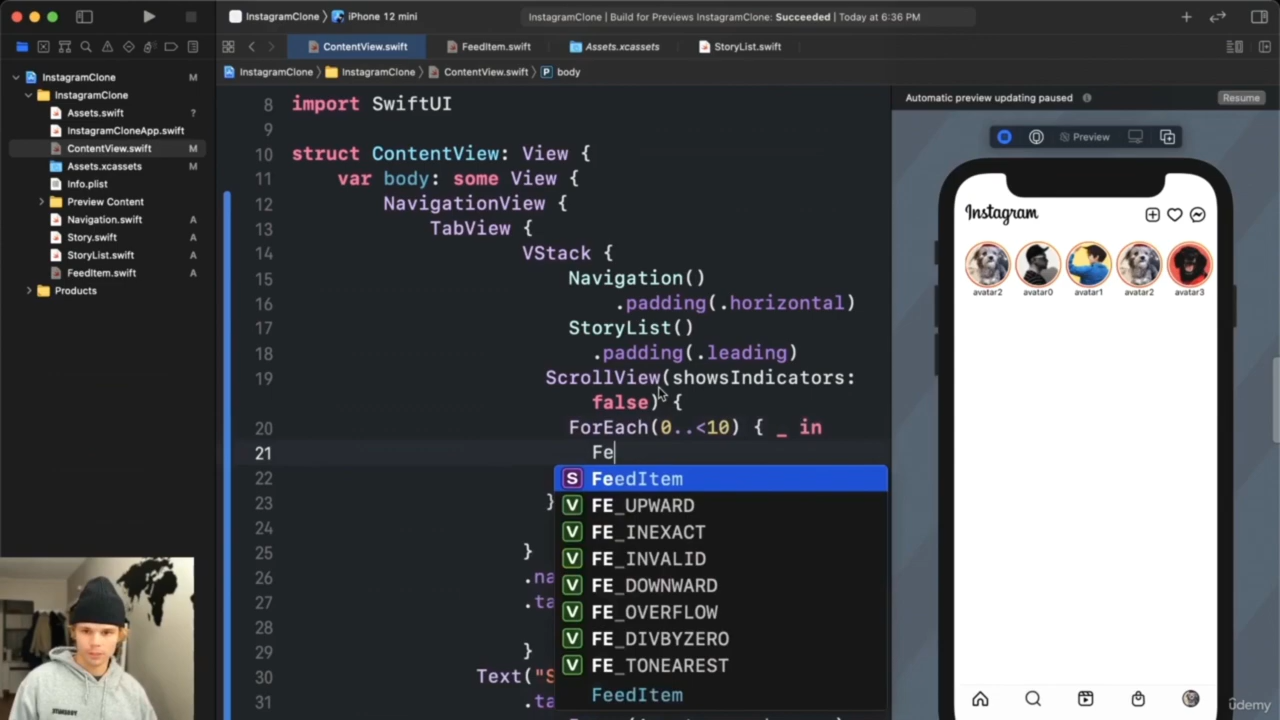 InstagramClone
iPhone 12 mini
InstagramClone | Build for Previews InstagramClone: Succeeded | Today at 6:36 PM
ContentView.swift
FeedItem.swift
Assets.xcassets
StoryList.swift
InstagramClone
InstagramClone
ContentView.swift
P
body
InstagramClone M
InstagramClone
Assets.swift ?
InstagramCloneApp.swift
ContentView.swift M
Assets.xcassets M
Info.plist
Preview Content
Navigation.swift A
Story.swift A
StoryList.swift A
FeedItem.swift A
Products
8 import SwiftUI
9
10 struct ContentView: View {
11 var body: some View {
12 NavigationView {
13 TabView {
14 VStack {
15 Navigation()
16 .padding(.horizontal)
17 StoryList()
18 .padding(.leading)
19 ScrollView(showsIndicators:
false) {
20 ForEach(0..<10) { _ in
21 Fe
22
23 }
24
25 }
26 .na
27 .ta
28
29 }
30 Text("S
31 .ta
S FeedItem
V FE_UPWARD
V FE_INEXACT
V FE_INVALID
V FE_DOWNWARD
V FE_OVERFLOW
V FE_DIVBYZERO
V FE_TONEAREST
FeedItem
Automatic preview updating paused
Resume
Preview
Instagram
avatar2 avatar0 avatar1 avatar2 avatar3
ûdemy